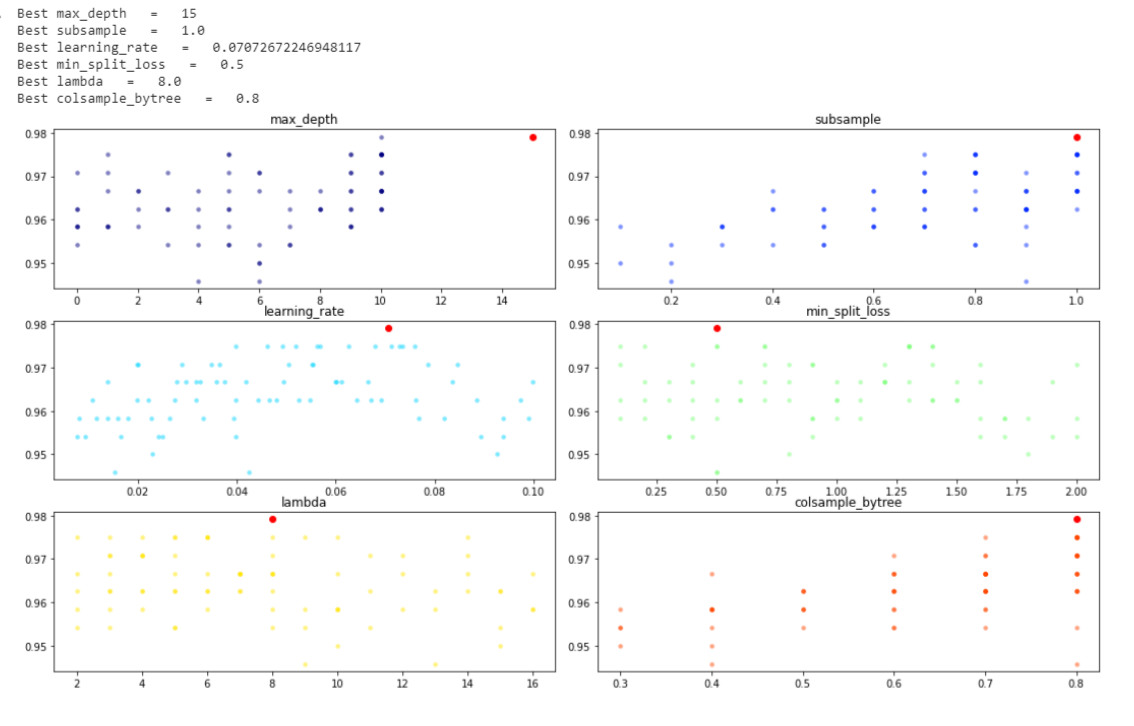 Best max_depth = 15
Best subsample = 1.0
Best learning_rate = 0.07072672246948117
Best min_split_loss = 0.5
Best lambda = 8.0
Best colsample_bytree = 0.8
max_depth
0.98
0.97
0.96
0.95
0 2 4 6 8 10 12 14
subsample
0.98
0.97
0.96
0.95
0.2 0.4 0.6 0.8 1.0
learning_rate
0.98
0.97
0.96
0.95
0.02 0.04 0.06 0.08 0.10
min_split_loss
0.98
0.97
0.96
0.95
0.25 0.50 0.75 1.00 1.25 1.50 1.75 2.00
lambda
0.98
0.97
0.96
0.95
2 4 6 8 10 12 14 16
colsample_bytree
0.98
0.97
0.96
0.95
0.3 0.4 0.5 0.6 0.7 0.8